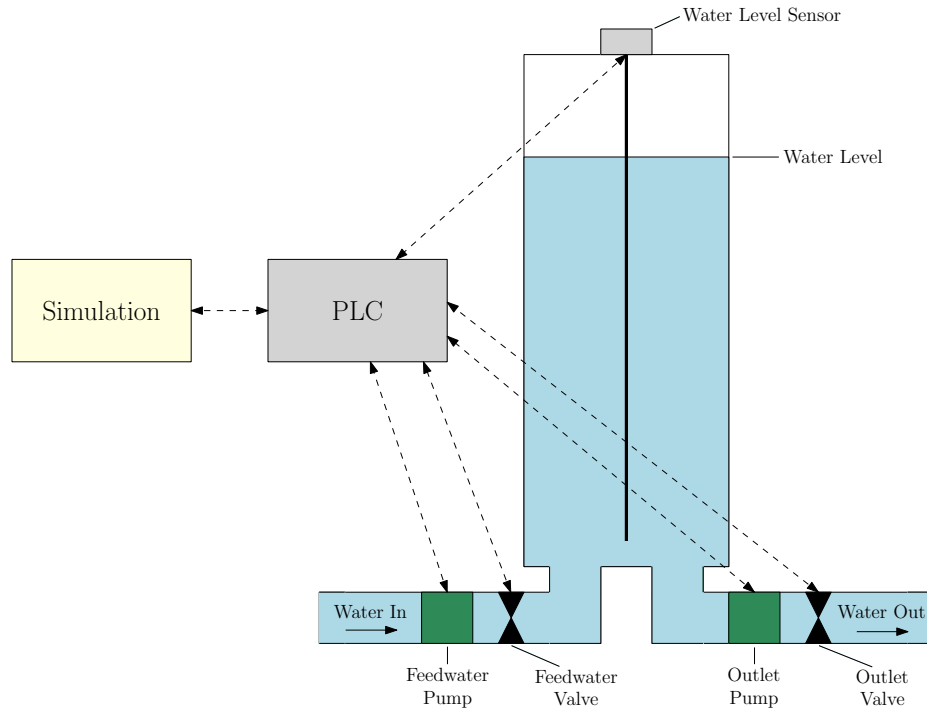 Water Level Sensor
Water Level
Simulation
PLC
Water In
Water Out
Feedwater
Pump
Feedwater
Valve
Outlet
Pump
Outlet
Valve